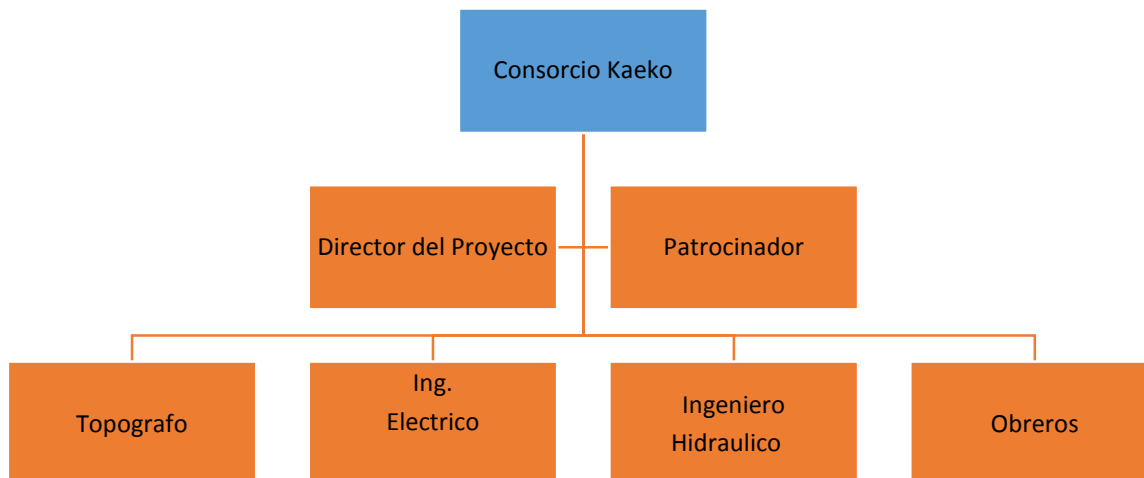 Consorcio Kaeko
Director del Proyecto
Patrocinador
Topografo
Ing.
Electrico
Ingeniero
Hidraulico
Obreros